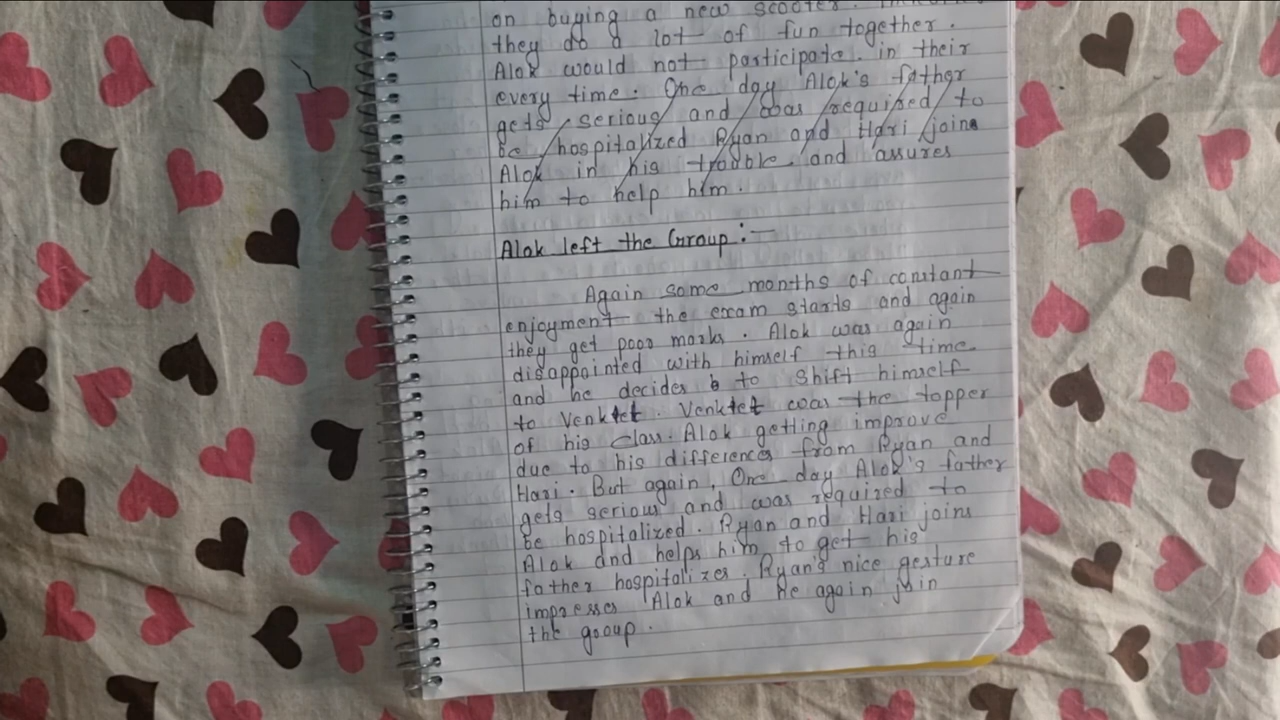 on buying a new scooter.
they do a lot of fun together.
Alok would not participate in their
every time. One day Alok's father
gets serious and was required to
be hospitalized Ryan and Hari joins
Alok in his trouble. and assures
him to help him.
Alok left the Group :-
Again some months of constant
enjoyment the exam starts and again
they get poor marks. Alok was again
disappointed with himself this time
and he decides to shift himself
to Venktet. Venktet was the topper
of his class. Alok getting improve
due to his differences from Ryan and
Hari. But again, One day Alok's father
gets serious and was required to
be hospitalized. Ryan and Hari joins
Alok and helps him to get his
father hospitalizes. Ryan's nice gesture
impresses Alok and he again join
the group.